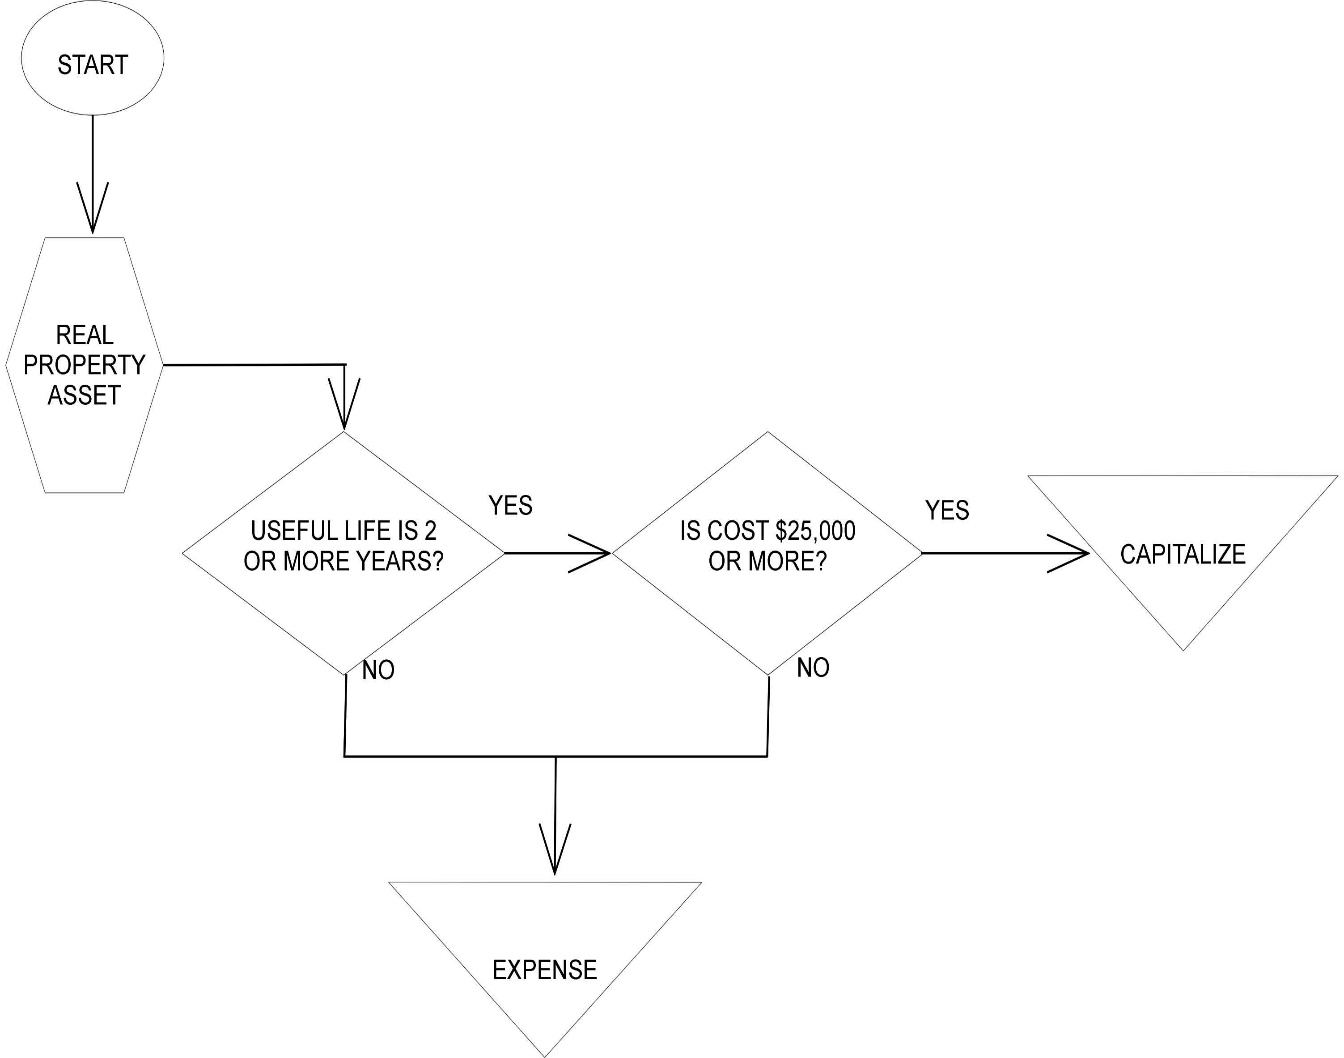 START
REAL
PROPERTY
ASSET
YES
USEFUL LIFE IS 2
OR MORE YEARS?
NO
YES
IS COST $25,000
OR MORE?
NO
CAPITALIZE
EXPENSE